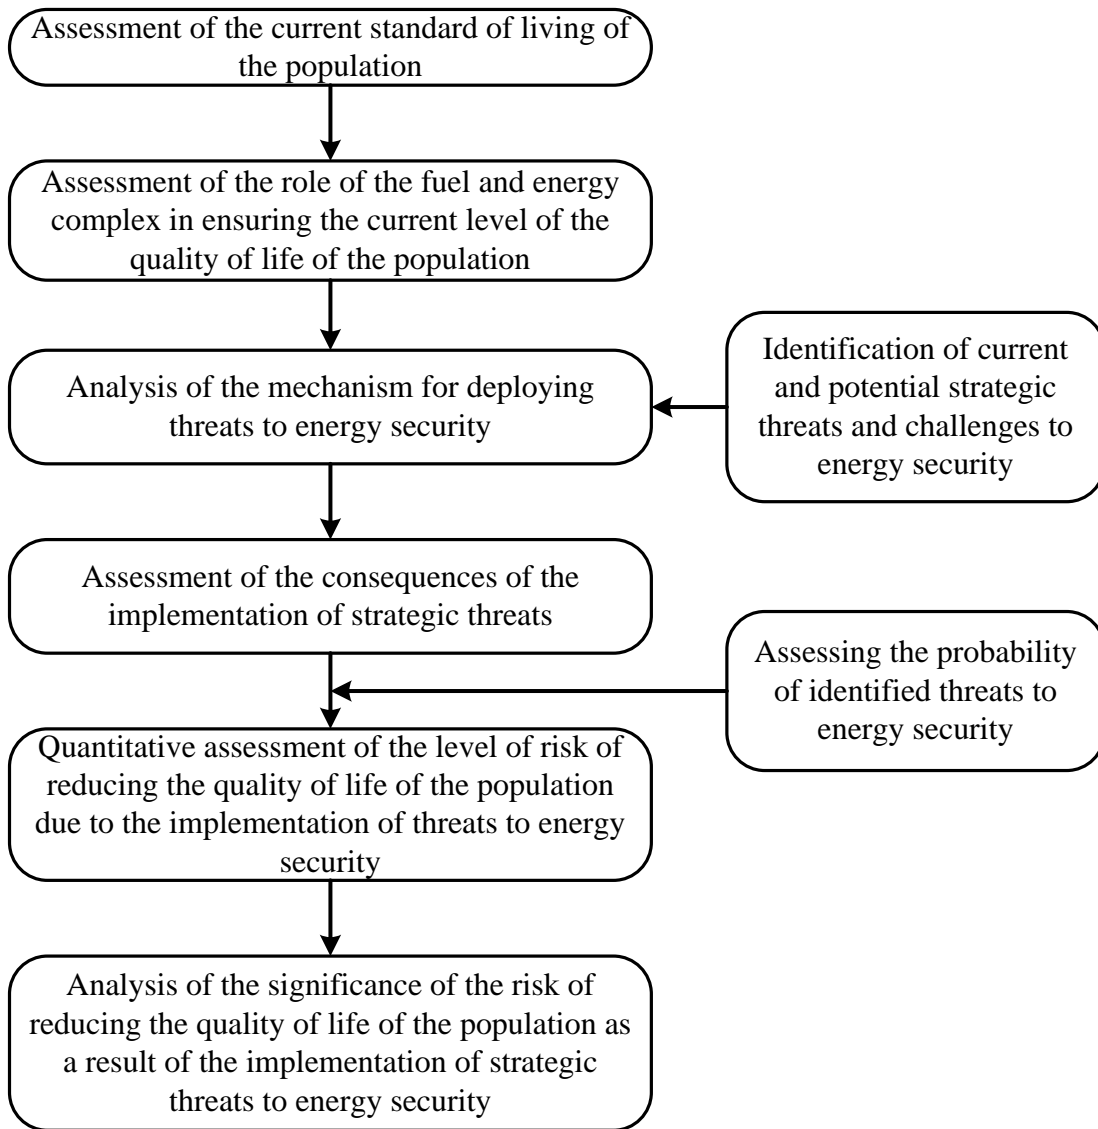 Assessment of the current standard of living of
the population
Assessment of the role of the fuel and energy
complex in ensuring the current level of the
quality of life of the population
Analysis of the mechanism for deploying
threats to energy security
Identification of current
and potential strategic
threats and challenges to
energy security
Assessment of the consequences of the
implementation of strategic threats
Assessing the probability
of identified threats to
energy security
Quantitative assessment of the level of risk of
reducing the quality of life of the population
due to the implementation of threats to energy
security
Analysis of the significance of the risk of
reducing the quality of life of the population as
a result of the implementation of strategic
threats to energy security